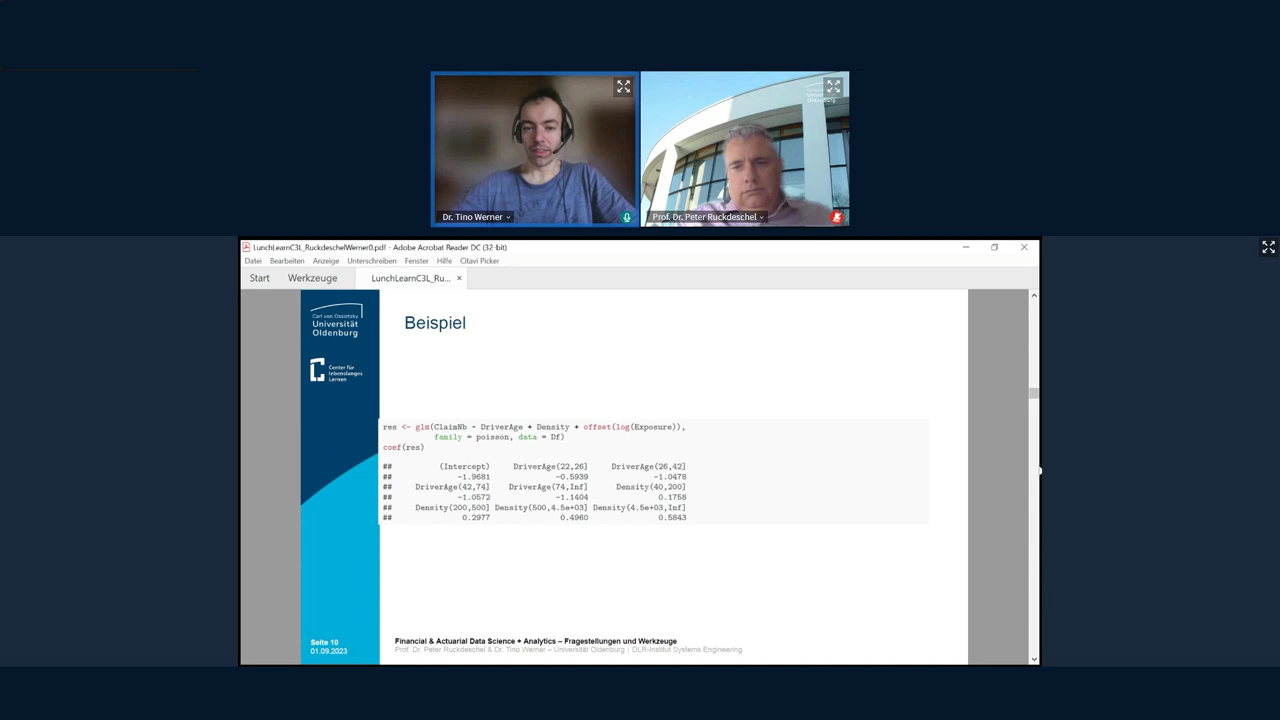 Dr. Tino Werner
Prof. Dr. Peter Ruckdeschel
LunchLearnC3L_RuckdeschelWerner0.pdf - Adobe Acrobat Reader DC (32-bit)
Datei Bearbeiten Anzeige Unterschreiben Fenster Hilfe Citavi Picker
Start Werkzeuge LunchLearnC3L_Ru... ×
Carl von Ossietzky
Universität
Oldenburg
Center für
lebenslanges
Lernen
Beispiel
res <- glm(ClaimNb ~ DriverAge + Density + offset(log(Exposure)),
family = poisson, data = Df)
coef(res)
## (Intercept) DriverAge(22,26] DriverAge(26,42]
## -1.9681 -0.5939 -1.0478
## DriverAge(42,74] DriverAge(74,Inf] Density(40,200]
## -1.0572 -1.1404 0.1758
## Density(200,500] Density(500,4.5e+03] Density(4.5e+03,Inf]
## 0.2977 0.4960 0.5843
Seite 10
01.09.2023
Financial & Actuarial Data Science + Analytics – Fragestellungen und Werkzeuge
Prof. Dr. Peter Ruckdeschel & Dr. Tino Werner – Universität Oldenburg | DLR-Institut Systems Engineering